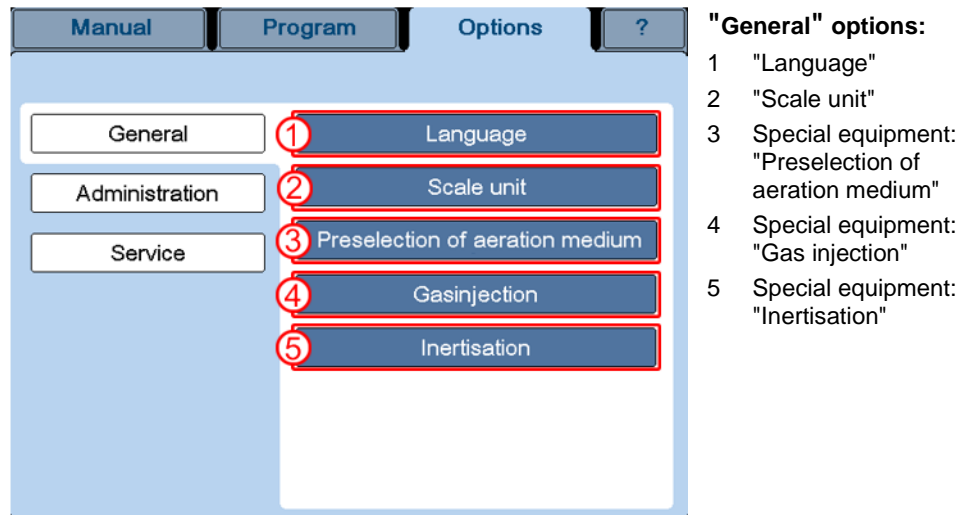 Manual Program Options ?
General
Administration
Service
1 Language
2 Scale unit
3 Preselection of aeration medium
4 Gasinjection
5 Inertisation
"General" options:
1 "Language"
2 "Scale unit"
3 Special equipment:
"Preselection of
aeration medium"
4 Special equipment:
"Gas injection"
5 Special equipment:
"Inertisation"